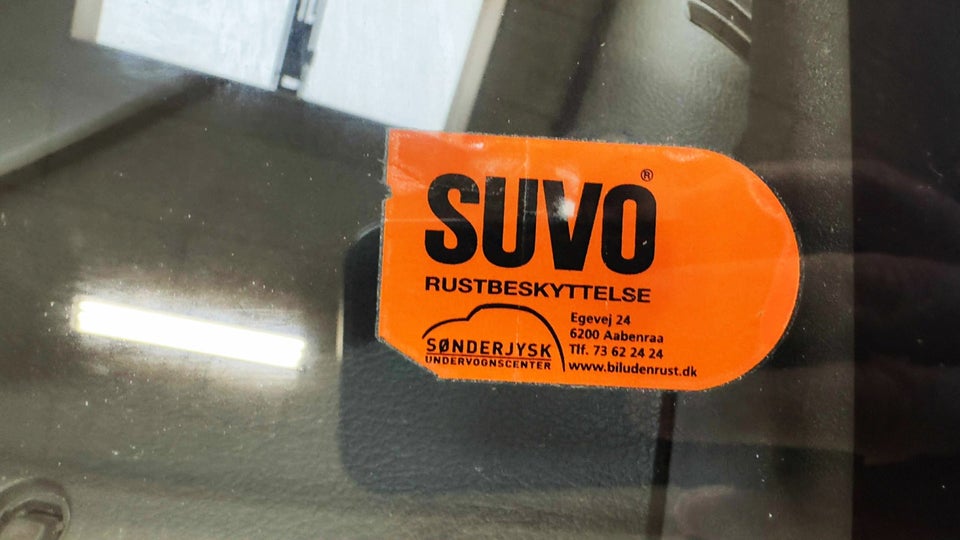 SUVO®
RUSTBESKYTTELSE
SØNDERJYSK
UNDERVOGNSCENTER
Egevej 24
6200 Aabenraa
Tlf. 73 62 24 24
www.biludenrust.dk